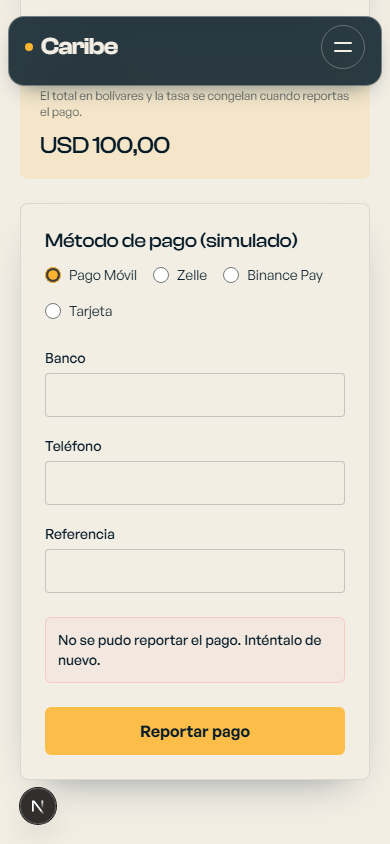 Caribe
El total en bolívares y la tasa se congelan cuando reportas
el pago.
USD 100,00
Método de pago (simulado)
Pago Móvil
Zelle
Binance Pay
Tarjeta
Banco
Teléfono
Referencia
No se pudo reportar el pago. Inténtalo de
nuevo.
Reportar pago
N